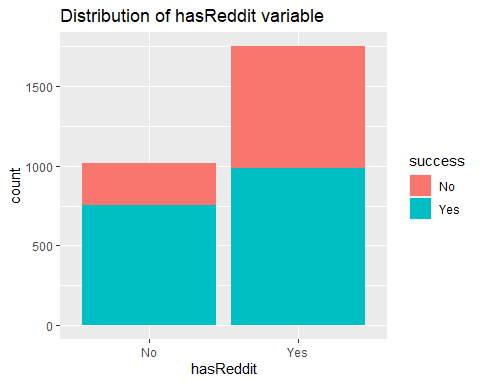 Distribution of hasReddit variable
count
1500
1000
500
0
No
Yes
hasReddit
success
No
Yes